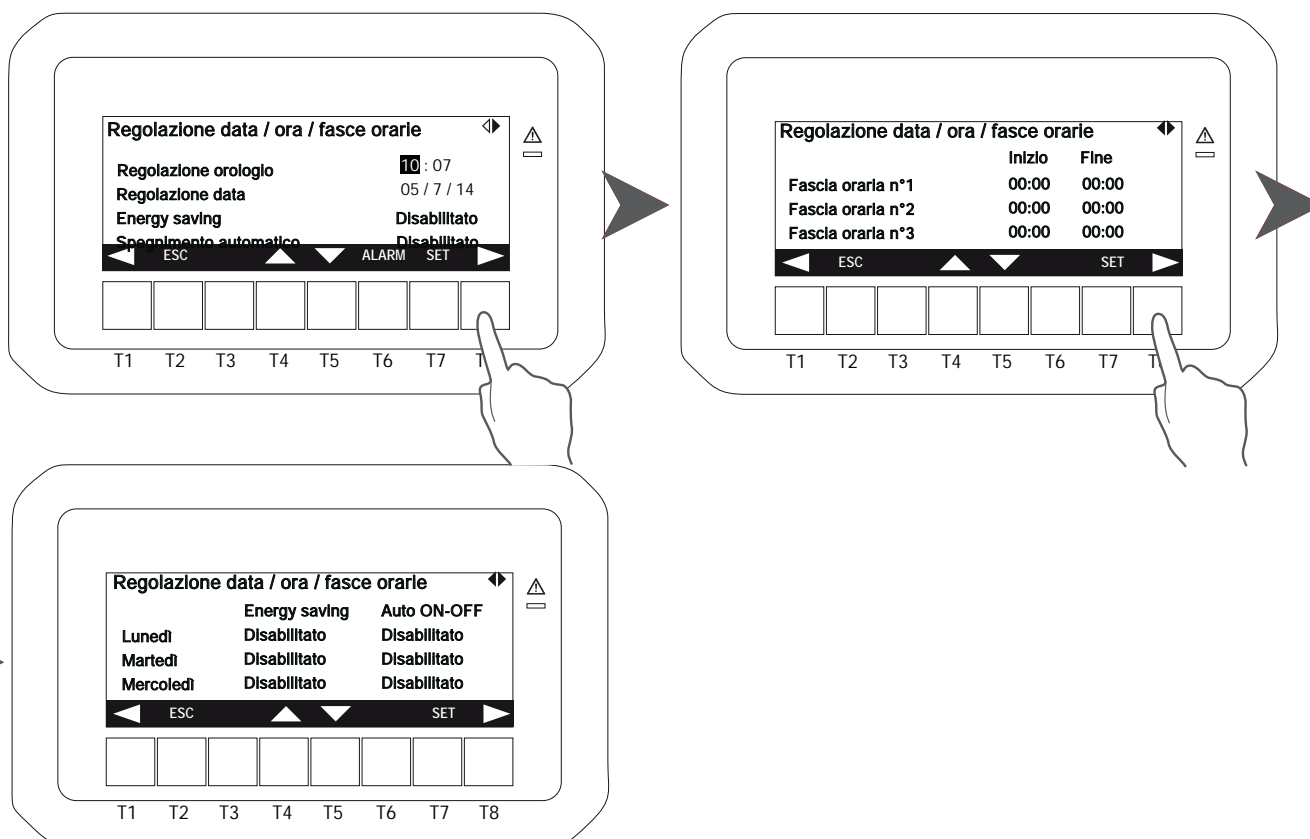 Regolazione data / ora / fasce orarie
Regolazione orologio 10 : 07
Regolazione data 05 / 7 / 14
Energy saving Disabilitato
Spegnimento automatico Disabilitato
ESC ALARM SET
T1 T2 T3 T4 T5 T6 T7 T
Regolazione data / ora / fasce orarie
Inizio Fine
Fascia oraria n°1 00:00 00:00
Fascia oraria n°2 00:00 00:00
Fascia oraria n°3 00:00 00:00
ESC SET
T1 T2 T3 T4 T5 T6 T7
Regolazione data / ora / fasce orarie
Energy saving Auto ON-OFF
Lunedì Disabilitato Disabilitato
Martedì Disabilitato Disabilitato
Mercoledì Disabilitato Disabilitato
ESC SET
T1 T2 T3 T4 T5 T6 T7 T8